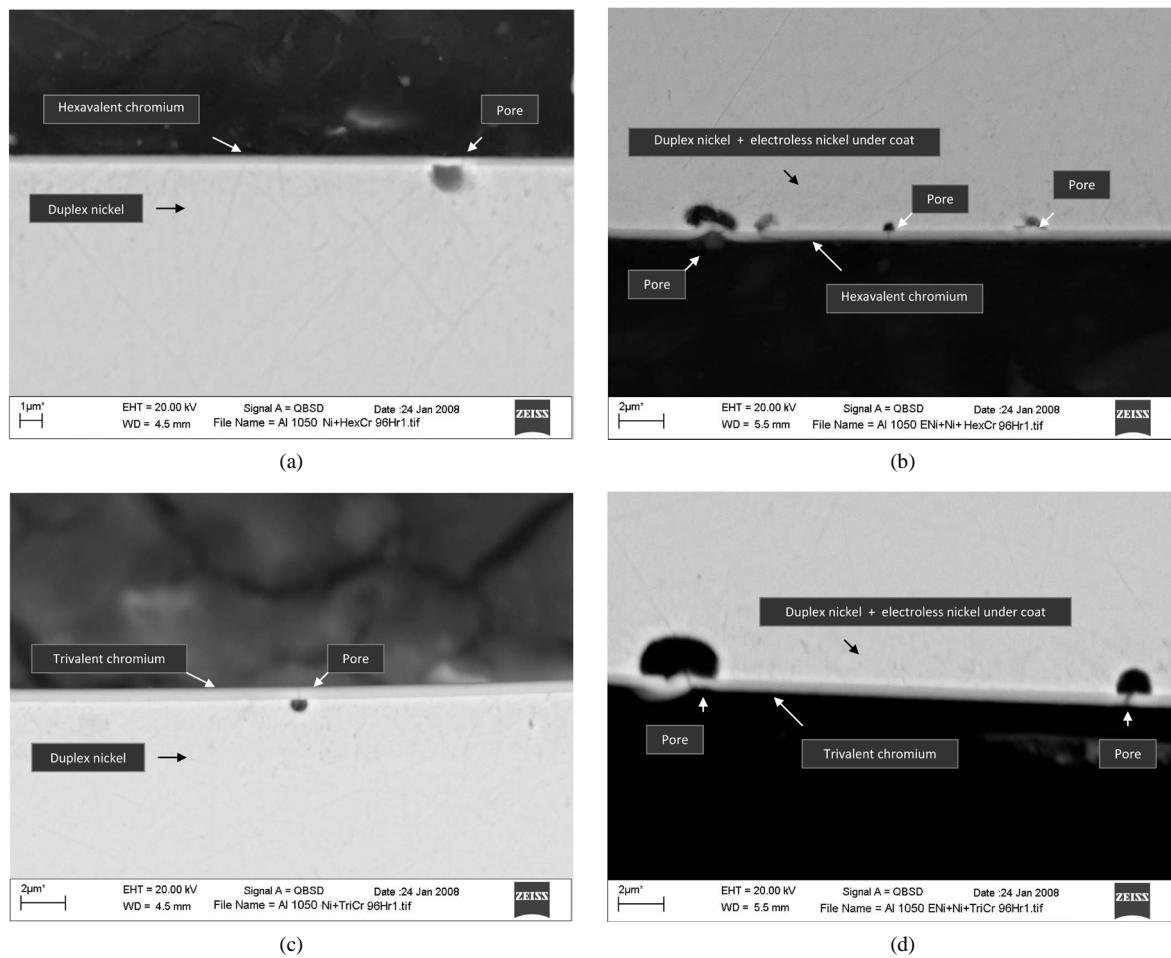 Hexavalent chromium
Pore
Duplex nickel
1µm*
EHT = 20.00 kV
Signal A = QBSD
Date :24 Jan 2008
WD = 4.5 mm
File Name = Al 1050 Ni+HexCr 96Hr1.tif
ZEISS
(a)
Duplex nickel + electroless nickel under coat
Pore
Pore
Pore
Hexavalent chromium
2µm*
EHT = 20.00 kV
Signal A = QBSD
Date :24 Jan 2008
WD = 5.5 mm
File Name = Al 1050 ENi+Ni+HexCr 96Hr1.tif
ZEISS
(b)
Trivalent chromium
Pore
Duplex nickel
2µm*
EHT = 20.00 kV
Signal A = QBSD
Date :24 Jan 2008
WD = 4.5 mm
File Name = Al 1050 Ni+TriCr 96Hr1.tif
ZEISS
(c)
Duplex nickel + electroless nickel under coat
Pore
Trivalent chromium
Pore
2µm*
EHT = 20.00 kV
Signal A = QBSD
Date :24 Jan 2008
WD = 5.5 mm
File Name = Al 1050 ENi+Ni+TriCr 96Hr1.tif
ZEISS
(d)